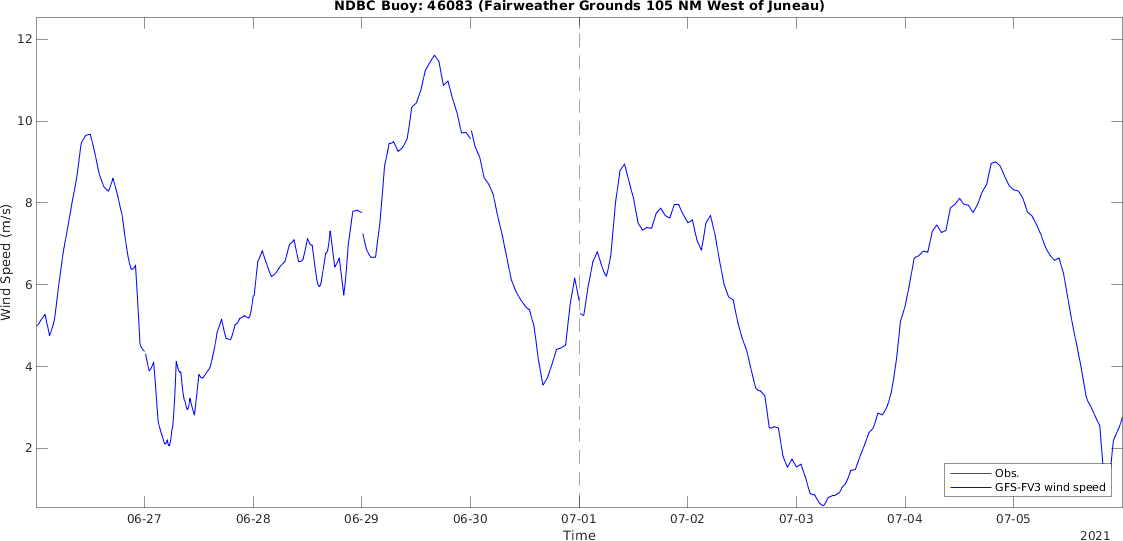 NDBC Buoy: 46083 (Fairweather Grounds 105 NM West of Juneau)
12
10
8
6
4
2
Wind Speed (m/s)
Obs.
GFS-FV3 wind speed
06-27 06-28 06-29 06-30 07-01 07-02 07-03 07-04 07-05
Time
2021